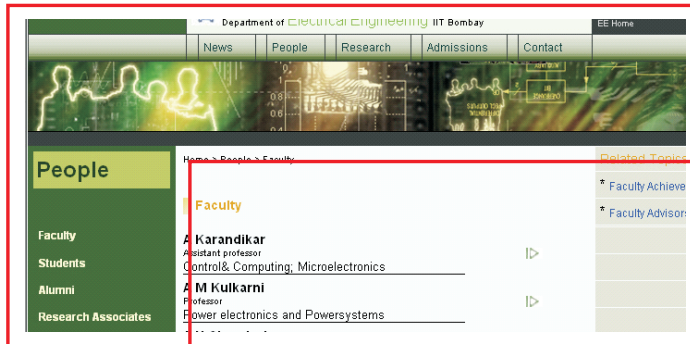 Department of Electrical Engineering IIT Bombay
EE Home
News People Research Admissions Contact
People
Faculty
Students
Alumni
Research Associates
Home > People > Faculty
Faculty
A Karandikar
Assistant professor
Control& Computing; Microelectronics
A M Kulkarni
Professor
Power electronics and Powersystems
Related Topics
* Faculty Achieve
* Faculty Advisors